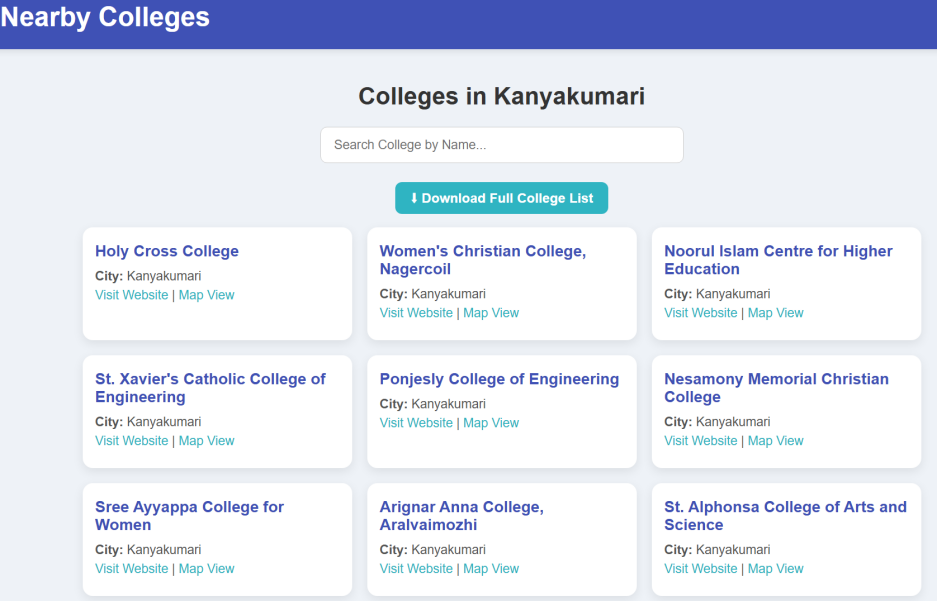 Nearby Colleges
Colleges in Kanyakumari
Search College by Name...
⬇ Download Full College List
Holy Cross College
City: Kanyakumari
Visit Website | Map View
Women's Christian College,
Nagercoil
City: Kanyakumari
Visit Website | Map View
Noorul Islam Centre for Higher
Education
City: Kanyakumari
Visit Website | Map View
St. Xavier's Catholic College of
Engineering
City: Kanyakumari
Visit Website | Map View
Ponjesly College of Engineering
City: Kanyakumari
Visit Website | Map View
Nesamony Memorial Christian
College
City: Kanyakumari
Visit Website | Map View
Sree Ayyappa College for
Women
City: Kanyakumari
Visit Website | Map View
Arignar Anna College,
Aralvaimozhi
City: Kanyakumari
Visit Website | Map View
St. Alphonsa College of Arts and
Science
City: Kanyakumari
Visit Website | Map View